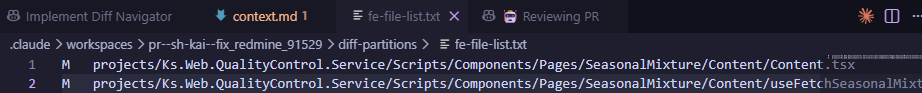 Implement Diff Navigator
context.md 1
fe-file-list.txt
Reviewing PR
.claude > workspaces > pr--sh-kai--fix_redmine_91529 > diff-partitions > fe-file-list.txt
1 M projects/Ks.Web.QualityControl.Service/Scripts/Components/Pages/SeasonalMixture/Content/Content.tsx
2 M projects/Ks.Web.QualityControl.Service/Scripts/Components/Pages/SeasonalMixture/Content/useFetchSeasonalMixt